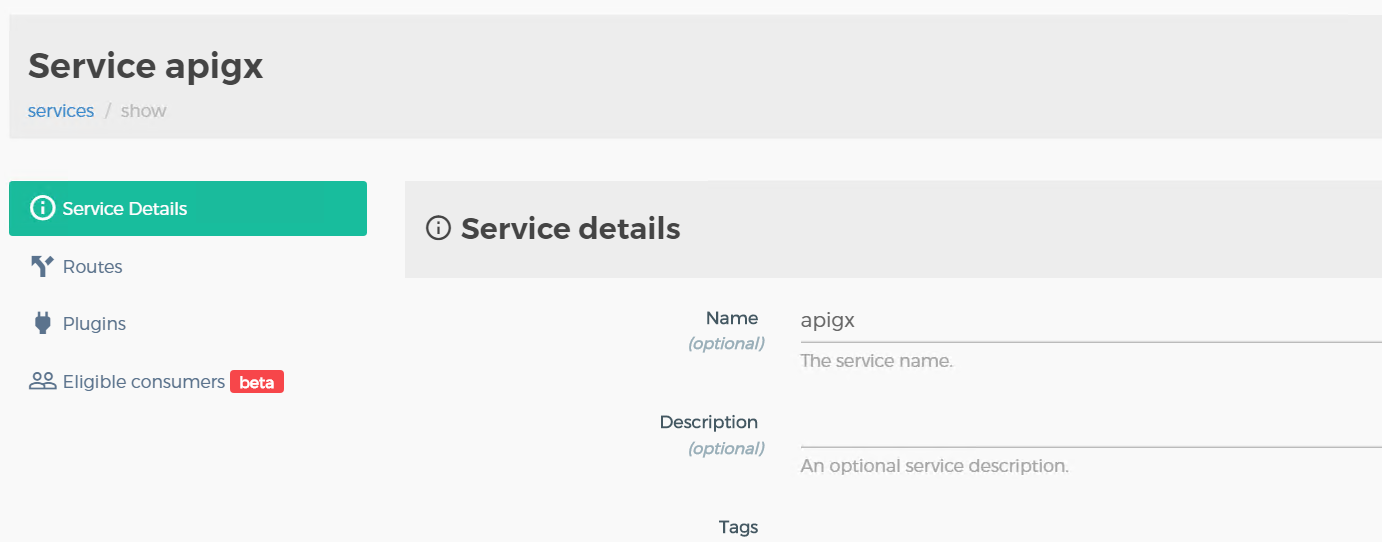 Service apigx
services / show
Service Details
Routes
Plugins
Eligible consumers beta
Service details
Name
(optional)
apigx
The service name.
Description
(optional)
An optional service description.
Tags